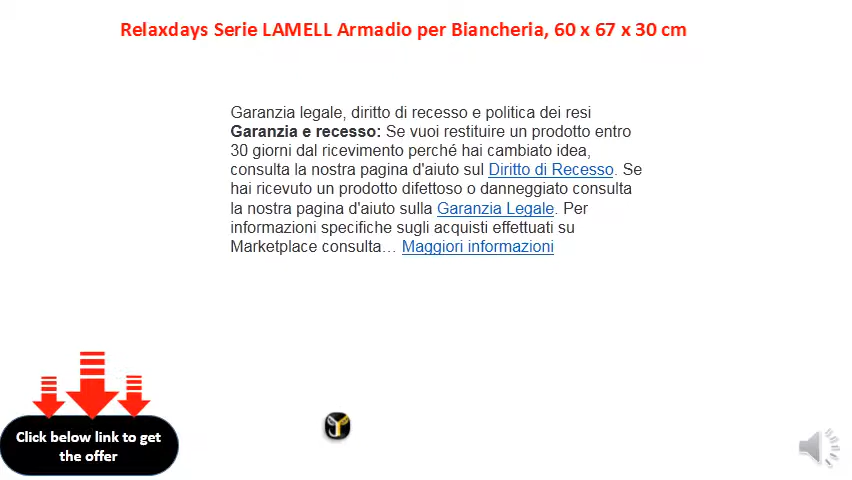 Relaxdays Serie LAMELL Armadio per Biancheria, 60 x 67 x 30 cm
Garanzia legale, diritto di recesso e politica dei resi
Garanzia e recesso: Se vuoi restituire un prodotto entro
30 giorni dal ricevimento perché hai cambiato idea,
consulta la nostra pagina d'aiuto sul Diritto di Recesso. Se
hai ricevuto un prodotto difettoso o danneggiato consulta
la nostra pagina d'aiuto sulla Garanzia Legale. Per
informazioni specifiche sugli acquisti effettuati su
Marketplace consulta… Maggiori informazioni
Click below link to get
the offer